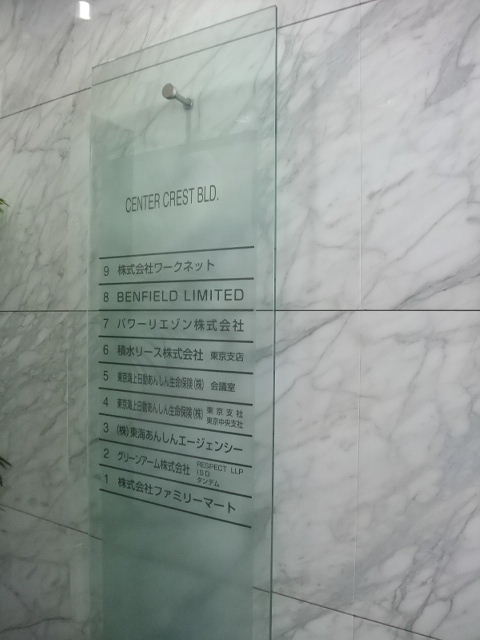 CENTER CREST BLD.
9 株式会社ワークネット
8 BENFIELD LIMITED
7 パワーリエゾン株式会社
6 積水リース株式会社 東京支店
5 東京海上日動あんしん生命保険(株) 会議室
4 東京海上日動あんしん生命保険(株) 東京支社
東京中央支社
3 (株)東海あんしんエージェンシー
2 グリーンアーム株式会社 RESPECT LLP
I.S.O
タンデム
1 株式会社ファミリーマート